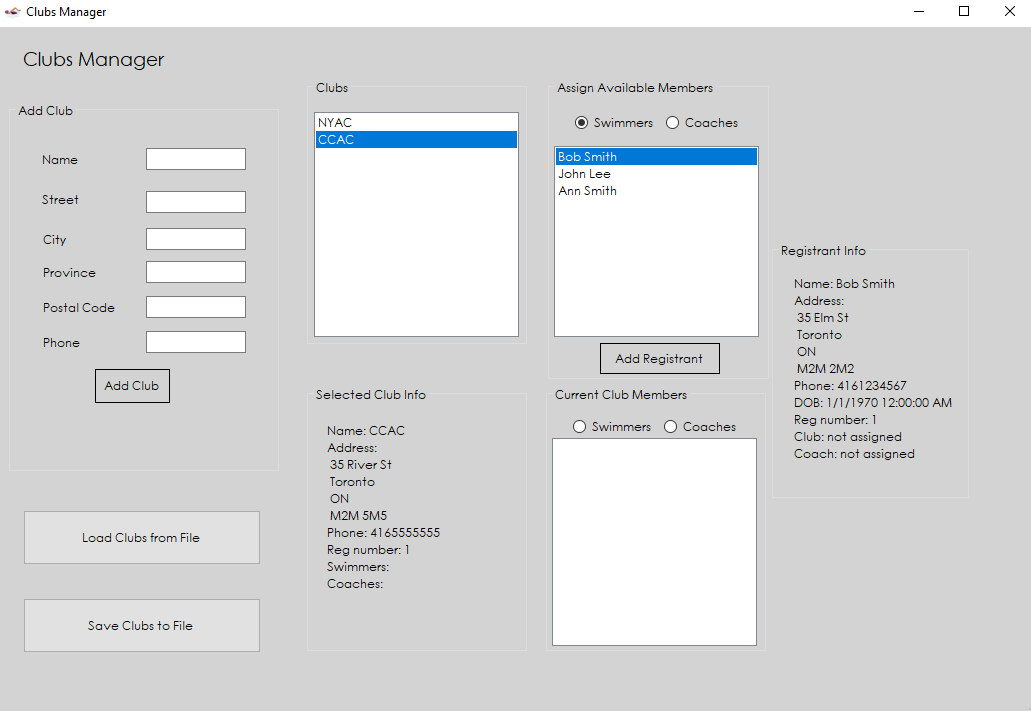 Clubs Manager
Clubs Manager
Add Club
Name
Street
City
Province
Postal Code
Phone
Add Club
Load Clubs from File
Save Clubs to File
Clubs
NYAC
CCAC
Selected Club Info
Name: CCAC
Address:
35 River St
Toronto
ON
M2M 5M5
Phone: 4165555555
Reg number: 1
Swimmers:
Coaches:
Assign Available Members
Swimmers Coaches
Bob Smith
John Lee
Ann Smith
Add Registrant
Current Club Members
Swimmers Coaches
Registrant Info
Name: Bob Smith
Address:
35 Elm St
Toronto
ON
M2M 2M2
Phone: 4161234567
DOB: 1/1/1970 12:00:00 AM
Reg number: 1
Club: not assigned
Coach: not assigned